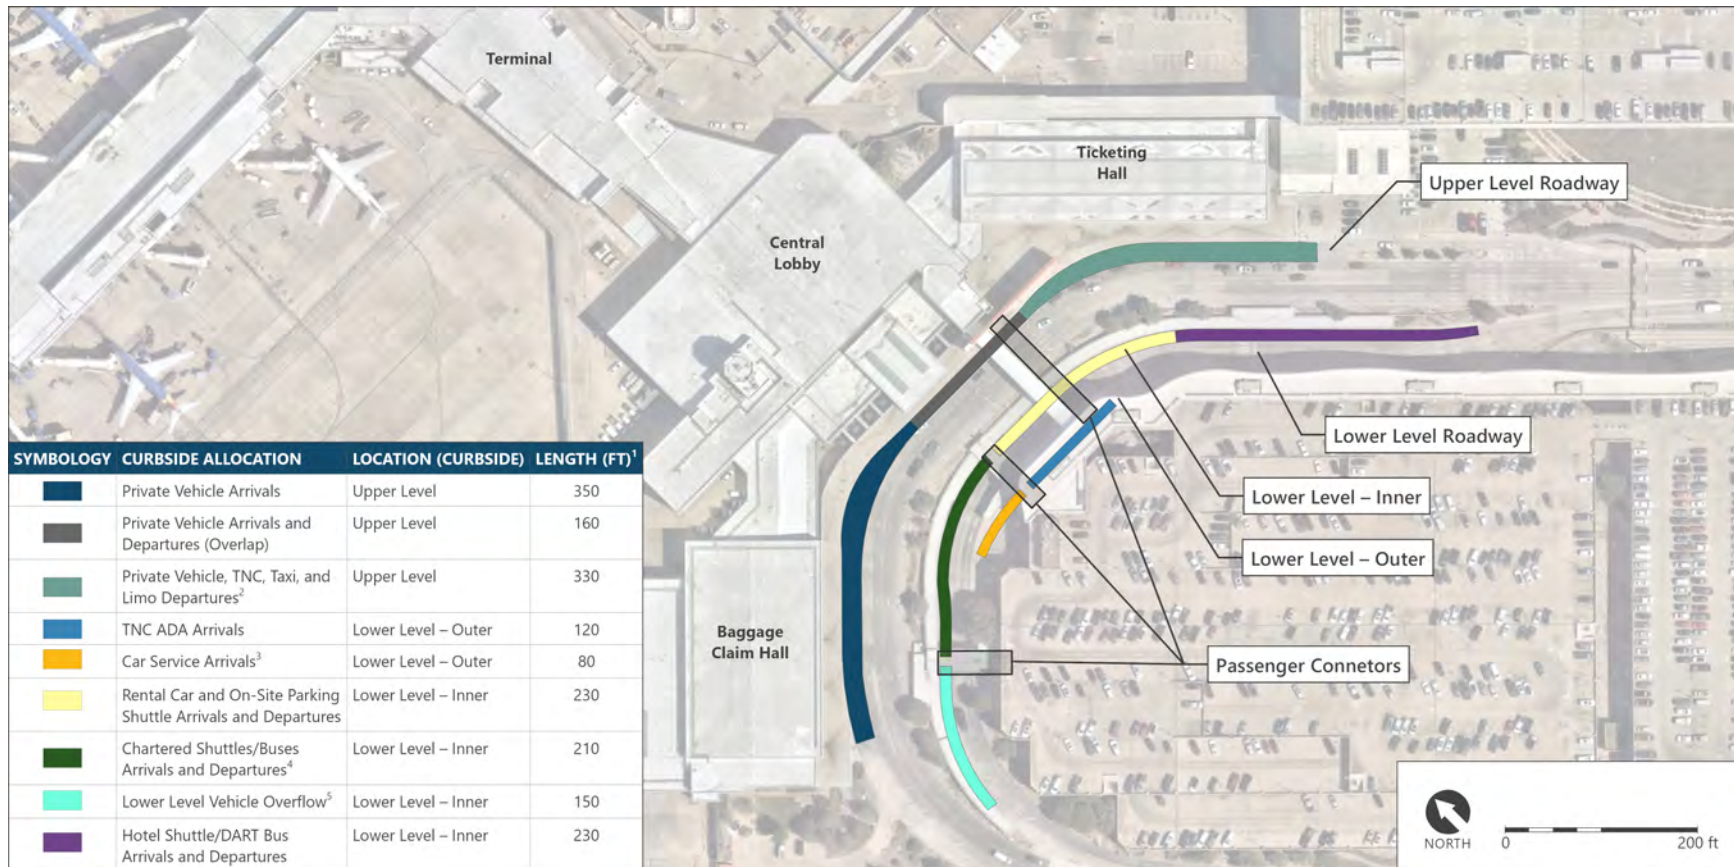 Terminal
Ticketing
Hall
Upper Level Roadway
Central
Lobby
Lower Level Roadway
Lower Level – Inner
Lower Level – Outer
Baggage
Claim Hall
Passenger Connetors
SYMBOLOGY CURBSIDE ALLOCATION LOCATION (CURBSIDE) LENGTH (FT)¹
Private Vehicle Arrivals Upper Level 350
Private Vehicle Arrivals and Upper Level 160
Departures (Overlap)
Private Vehicle, TNC, Taxi, and Upper Level 330
Limo Departures²
TNC ADA Arrivals Lower Level – Outer 120
Car Service Arrivals³ Lower Level – Outer 80
Rental Car and On-Site Parking Lower Level – Inner 230
Shuttle Arrivals and Departures
Chartered Shuttles/Buses Lower Level – Inner 210
Arrivals and Departures⁴
Lower Level Vehicle Overflow⁵ Lower Level – Inner 150
Hotel Shuttle/DART Bus Lower Level – Inner 230
Arrivals and Departures
NORTH
0 200 ft